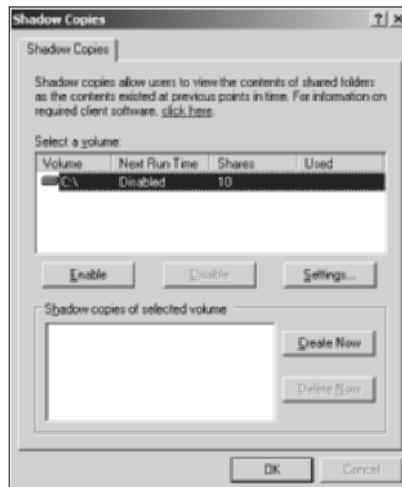 Shadow Copies
Shadow Copies
Shadow copies allow users to view the contents of shared folders
as the contents existed at previous points in time. For information on
required client software, click here.
Select a volume:
Volume Next Run Time Shares Used
C:\ Disabled 10
Enable Disable Settings...
Shadow copies of selected volume
Create Now
Delete Now
OK Cancel